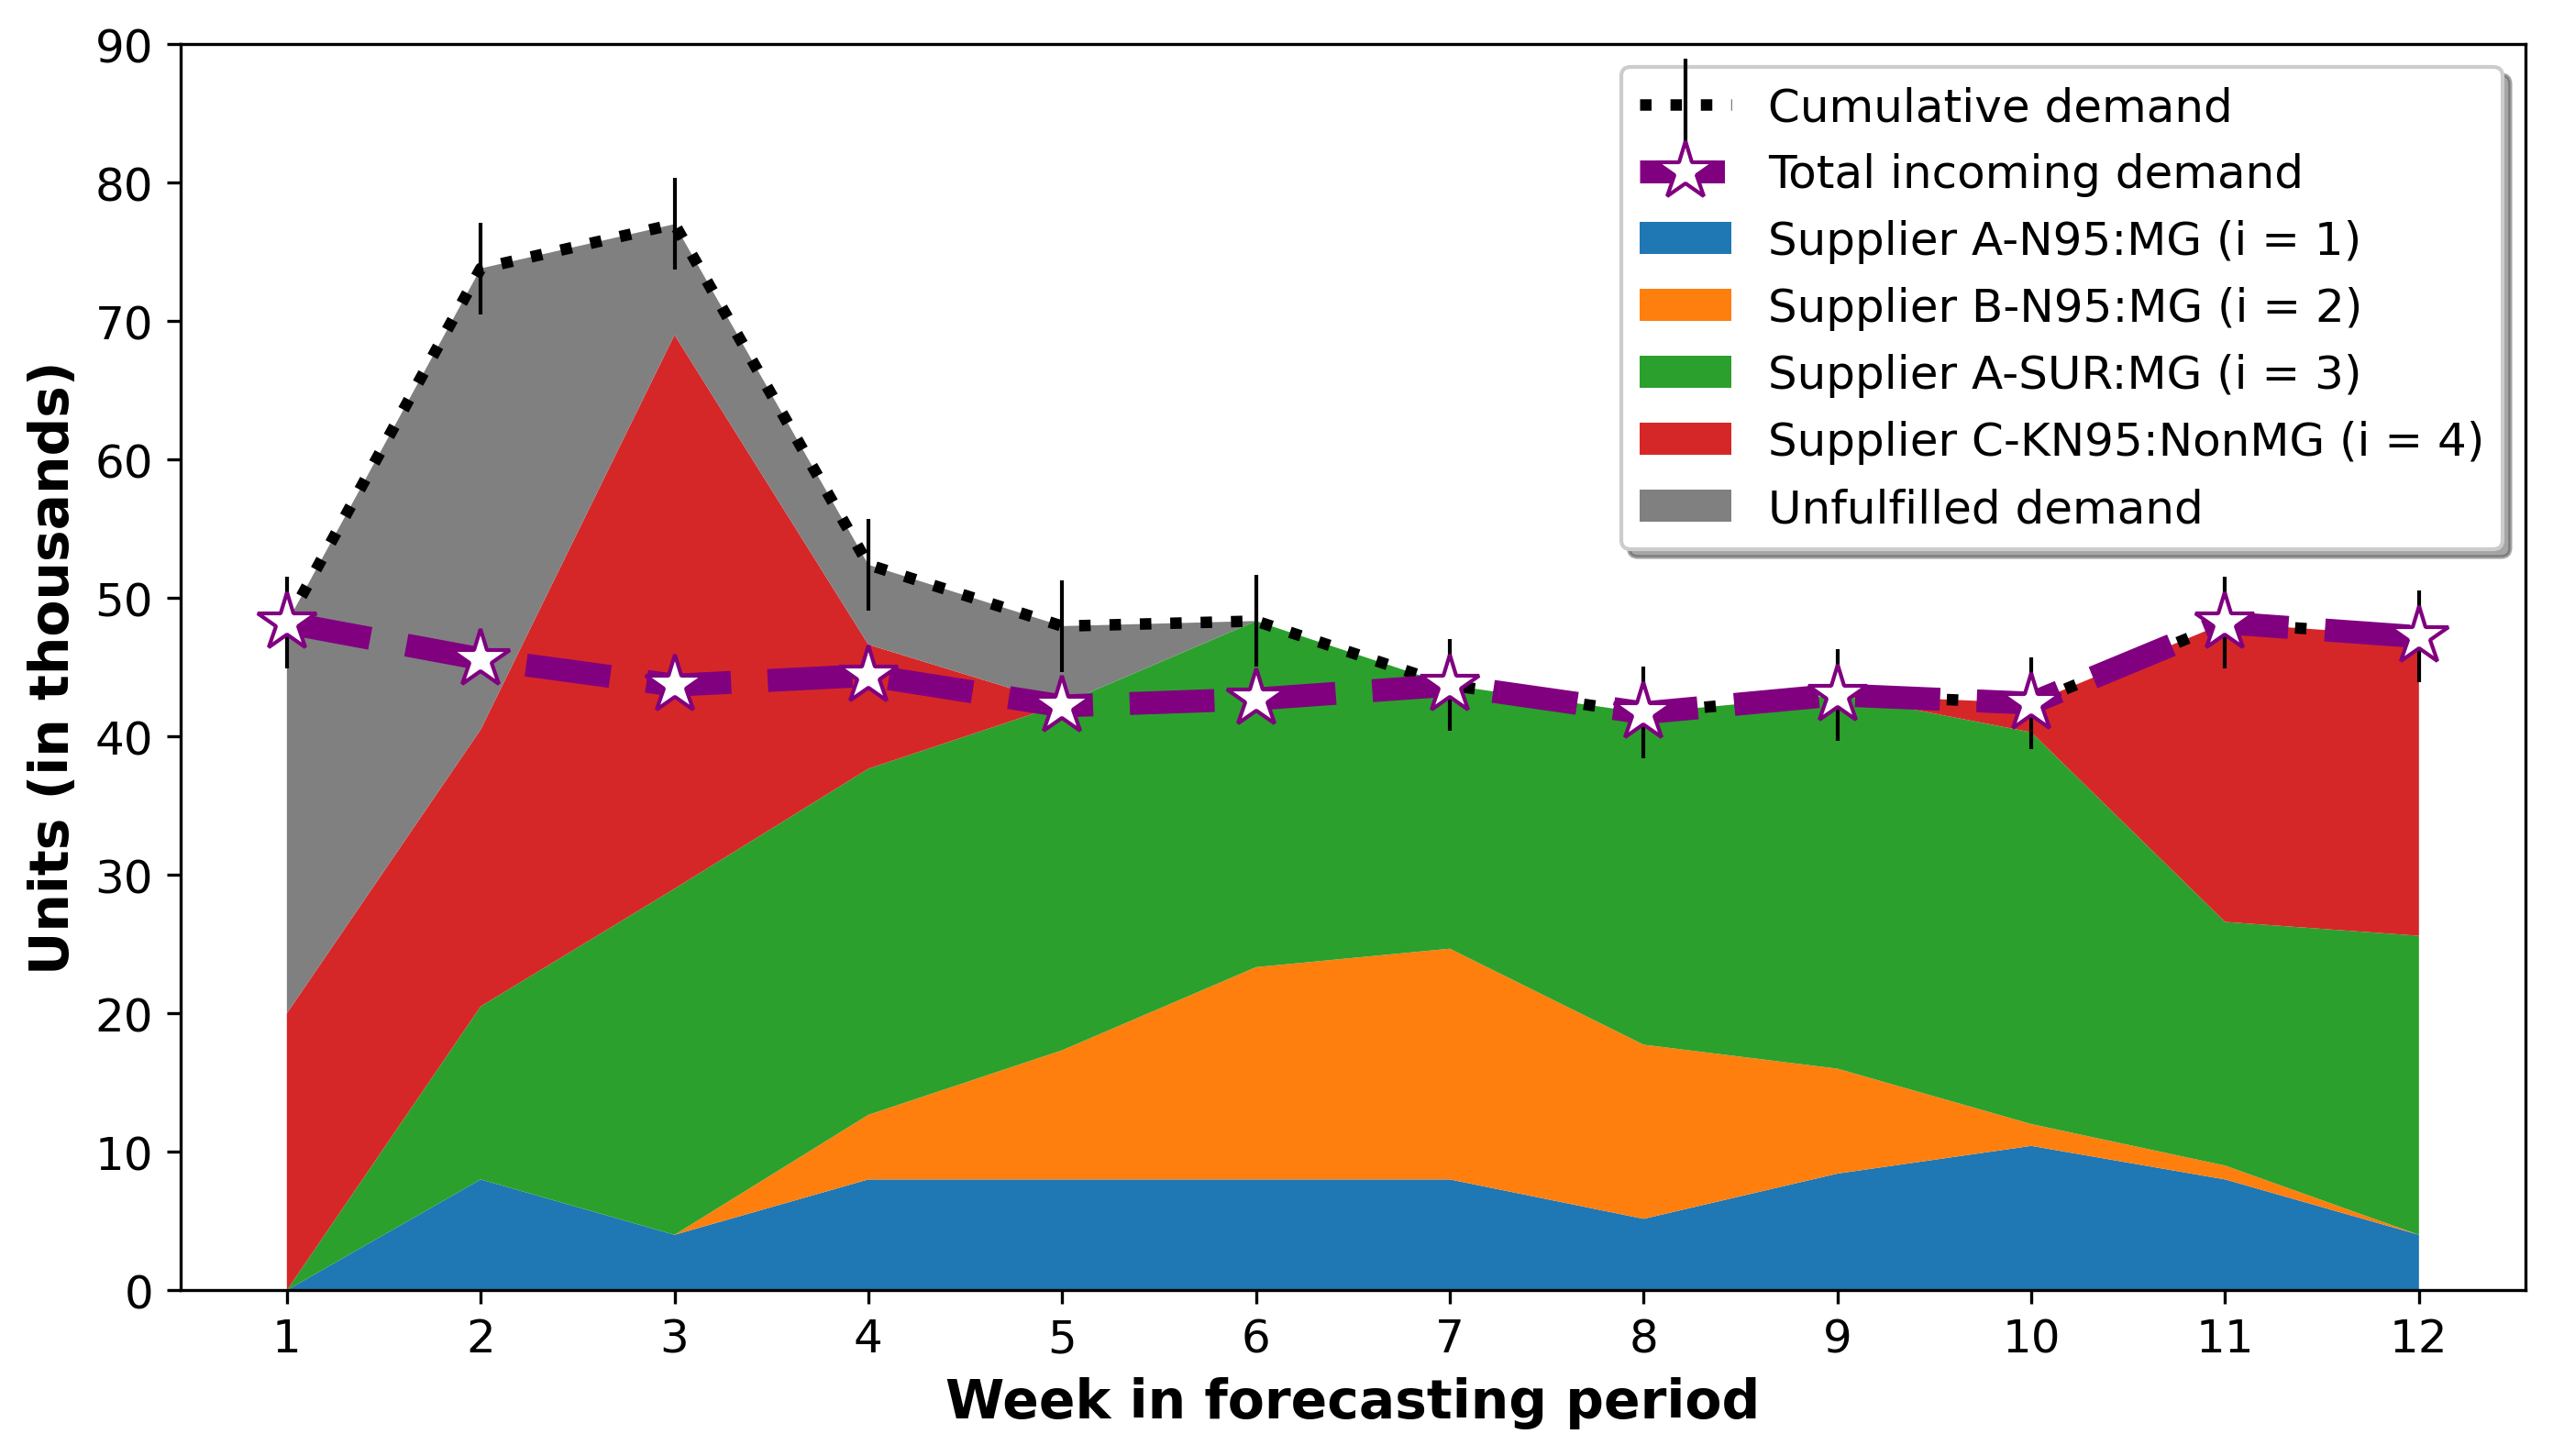 90
80
70
60
50
40
30
20
10
0
Units (in thousands)
Cumulative demand
Total incoming demand
Supplier A-N95:MG (i = 1)
Supplier B-N95:MG (i = 2)
Supplier A-SUR:MG (i = 3)
Supplier C-KN95:NonMG (i = 4)
Unfulfilled demand
1 2 3 4 5 6 7 8 9 10 11 12
Week in forecasting period